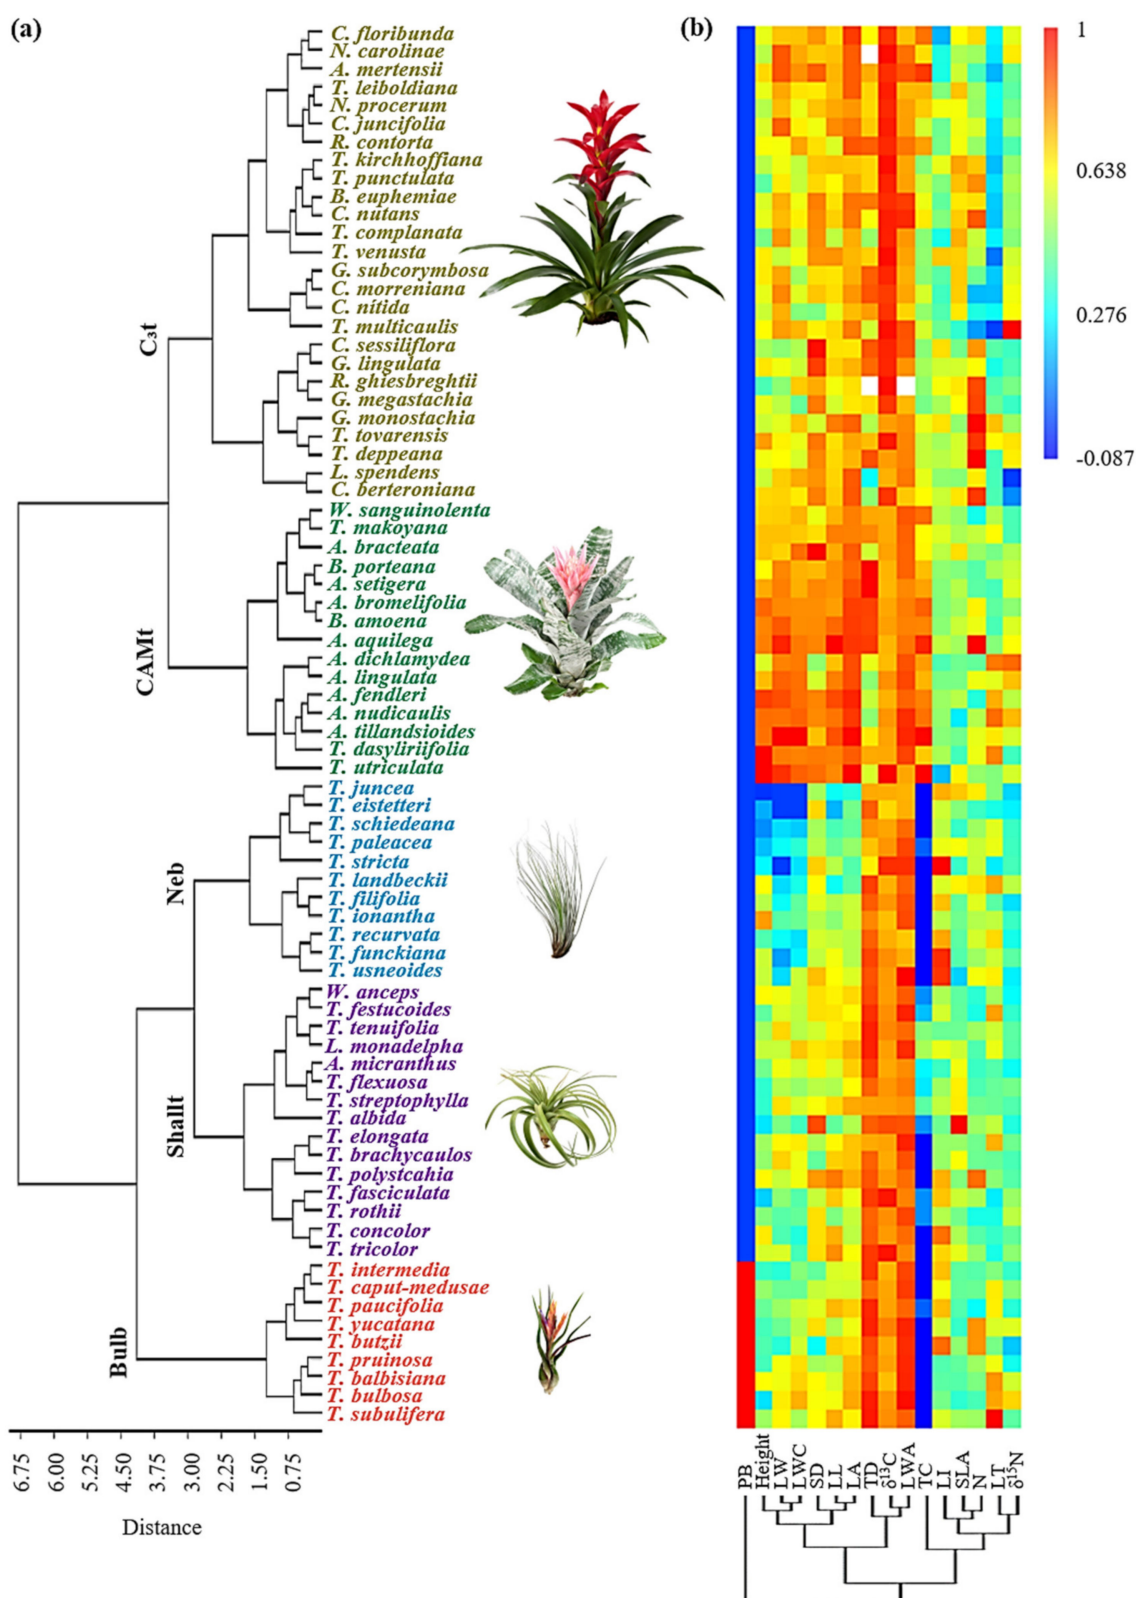 (a)
C. floribunda
N. carolinae
A. mertensii
T. leiboldiana
N. procerum
C. juncifolia
R. contorta
T. kirchhoffiana
T. punctulata
B. euphemiae
C. nutans
T. complanata
T. venusta
G. subcorymbosa
C. morreniana
C. nítida
T. multicaulis
C. sessiliflora
G. lingulata
R. ghiesbreghtii
G. megastachia
G. monostachia
T. tovarensis
T. deppeana
L. spendens
C. berteroniana
W. sanguinolenta
T. makoyana
A. bracteata
B. porteana
A. setigera
A. bromelifolia
B. amoena
A. aquilega
A. dichlamydea
A. lingulata
A. fendleri
A. nudicaulis
A. tillandsioides
T. dasyliriifolia
T. utriculata
T. juncea
T. eistetteri
T. schiedeana
T. paleacea
T. stricta
T. landbeckii
T. filifolia
T. ionantha
T. recurvata
T. funckiana
T. usneoides
W. anceps
T. festucoides
T. tenuifolia
L. monadelpha
A. micranthus
T. flexuosa
T. streptophylla
T. albida
T. elongata
T. brachycaulos
T. polystcahia
T. fasciculata
T. rothii
T. concolor
T. tricolor
T. intermedia
T. caput-medusae
T. paucifolia
T. yucatana
T. butzii
T. pruinosa
T. balbisiana
T. bulbosa
T. subulifera
C₃t
CAMt
Neb
Shallt
Bulb
6.75
6.00
5.25
4.50
3.75
3.00
2.25
1.50
0.75
Distance
(b)
1
0.638
0.276
-0.087
PB
Height
LW
LWC
SD
LL
LA
TD
δ¹³C
LWA
TC
LI
SLA
N
LT
δ¹⁵N